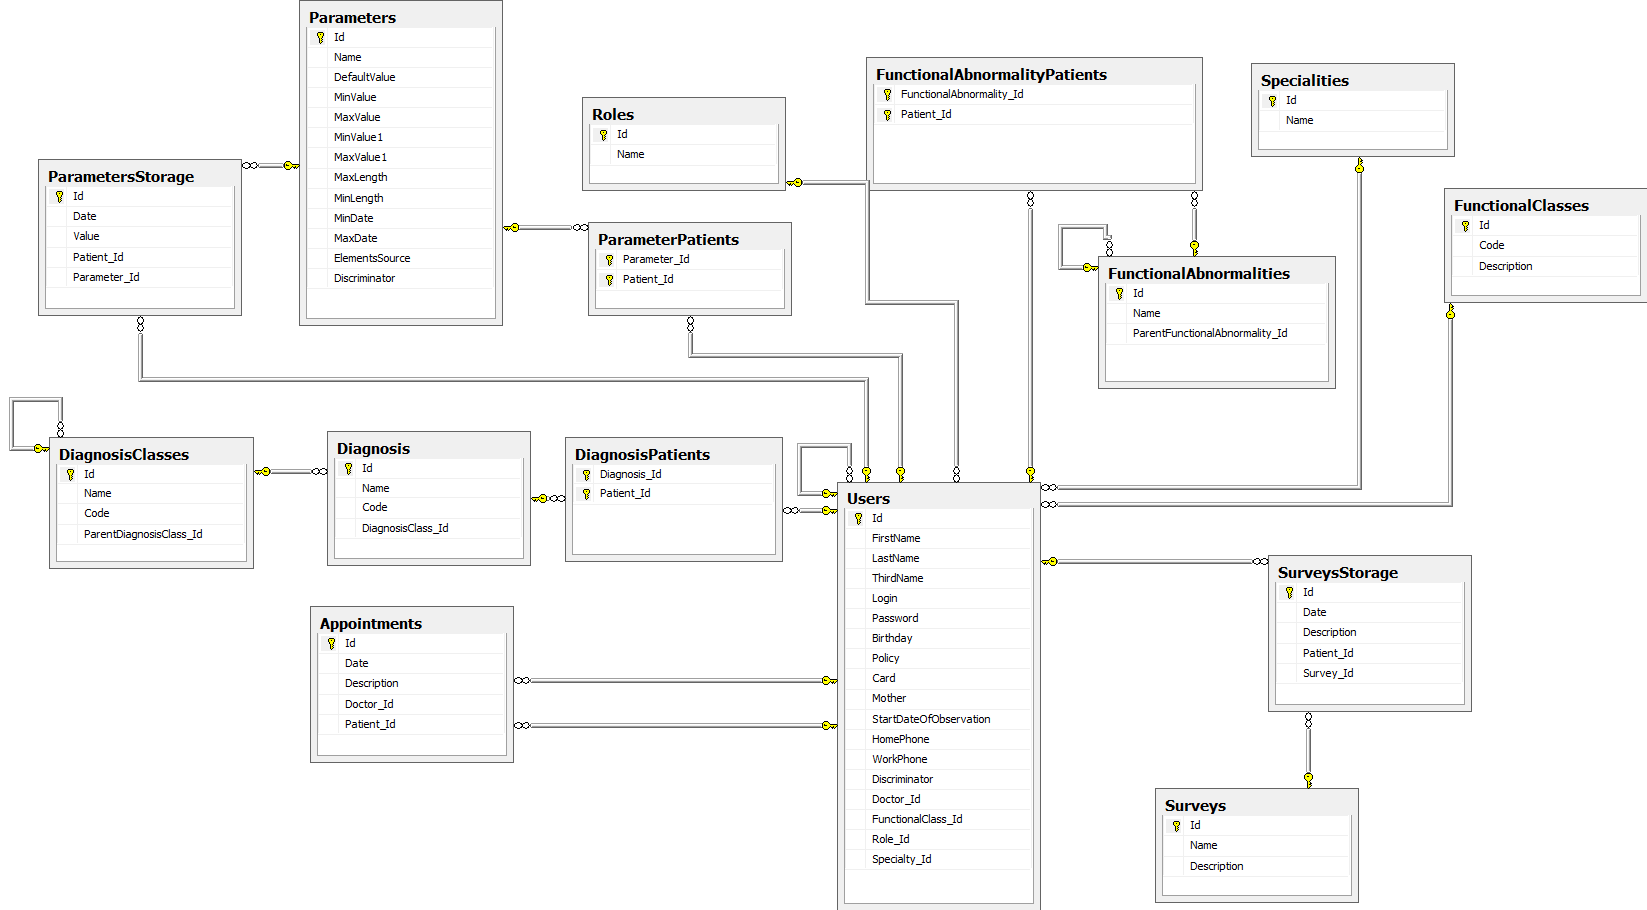 Parameters
Id
Name
DefaultValue
MinValue
MaxValue
MinValue1
MaxValue1
MaxLength
MinLength
MinDate
MaxDate
ElementsSource
Discriminator
ParametersStorage
Id
Date
Value
Patient_Id
Parameter_Id
Roles
Id
Name
ParameterPatients
Parameter_Id
Patient_Id
FunctionalAbnormalityPatients
FunctionalAbnormality_Id
Patient_Id
Specialities
Id
Name
FunctionalClasses
Id
Code
Description
FunctionalAbnormalities
Id
Name
ParentFunctionalAbnormality_Id
DiagnosisClasses
Id
Name
Code
ParentDiagnosisClass_Id
Diagnosis
Id
Name
Code
DiagnosisClass_Id
DiagnosisPatients
Diagnosis_Id
Patient_Id
Users
Id
FirstName
LastName
ThirdName
Login
Password
Birthday
Policy
Card
Mother
StartDateOfObservation
HomePhone
WorkPhone
Discriminator
Doctor_Id
FunctionalClass_Id
Role_Id
Specialty_Id
Appointments
Id
Date
Description
Doctor_Id
Patient_Id
SurveysStorage
Id
Date
Description
Patient_Id
Survey_Id
Surveys
Id
Name
Description